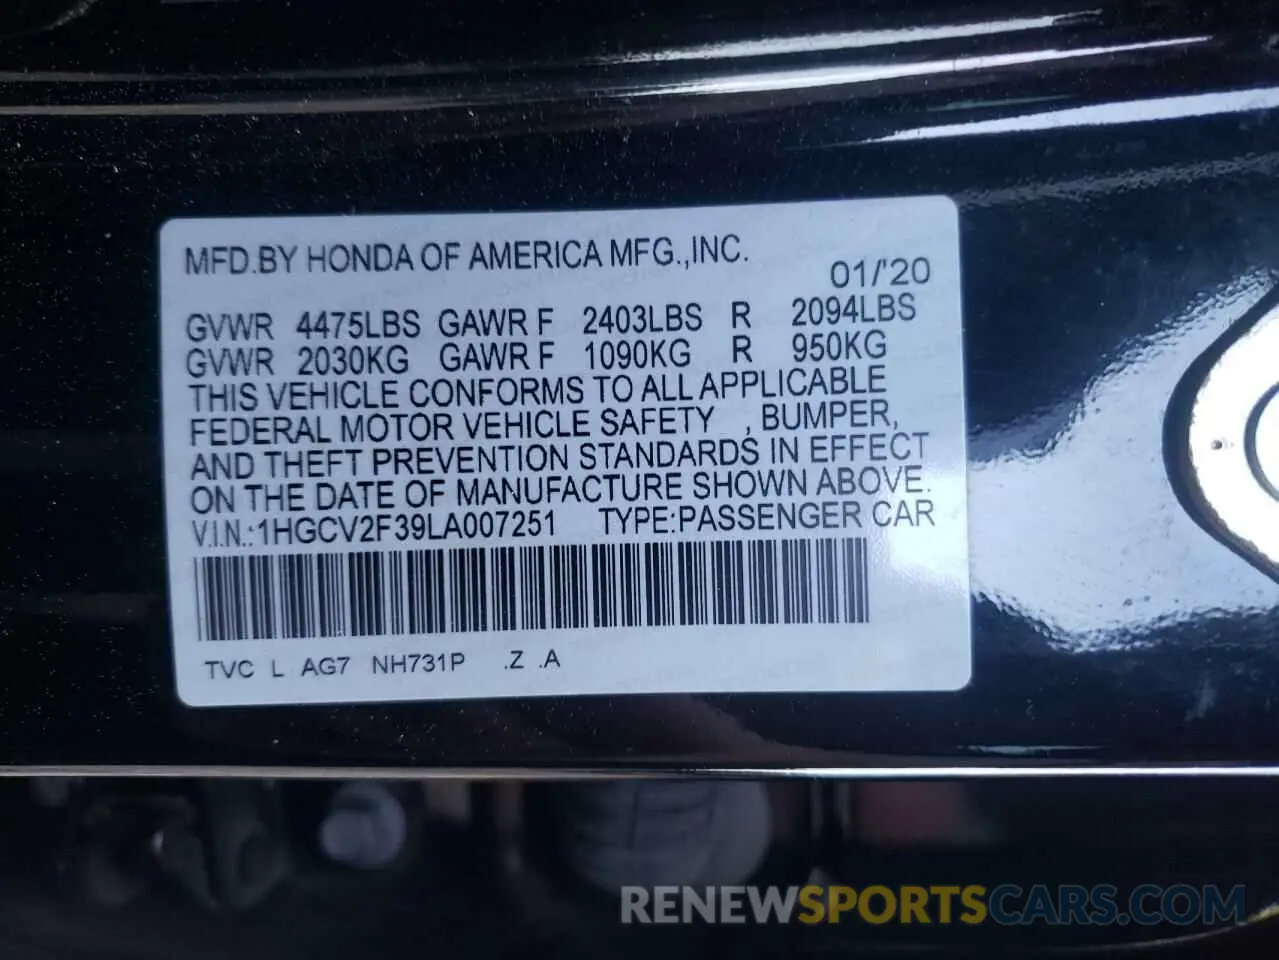 MFD.BY HONDA OF AMERICA MFG.,INC.
01/'20
GVWR 4475LBS GAWR F 2403LBS R 2094LBS
GVWR 2030KG GAWR F 1090KG R 950KG
THIS VEHICLE CONFORMS TO ALL APPLICABLE
FEDERAL MOTOR VEHICLE SAFETY , BUMPER,
AND THEFT PREVENTION STANDARDS IN EFFECT
ON THE DATE OF MANUFACTURE SHOWN ABOVE.
V.I.N.:1HGCV2F39LA007251 TYPE:PASSENGER CAR
TVC L AG7 NH731P .Z .A
RENEWSPORTSCARS.COM